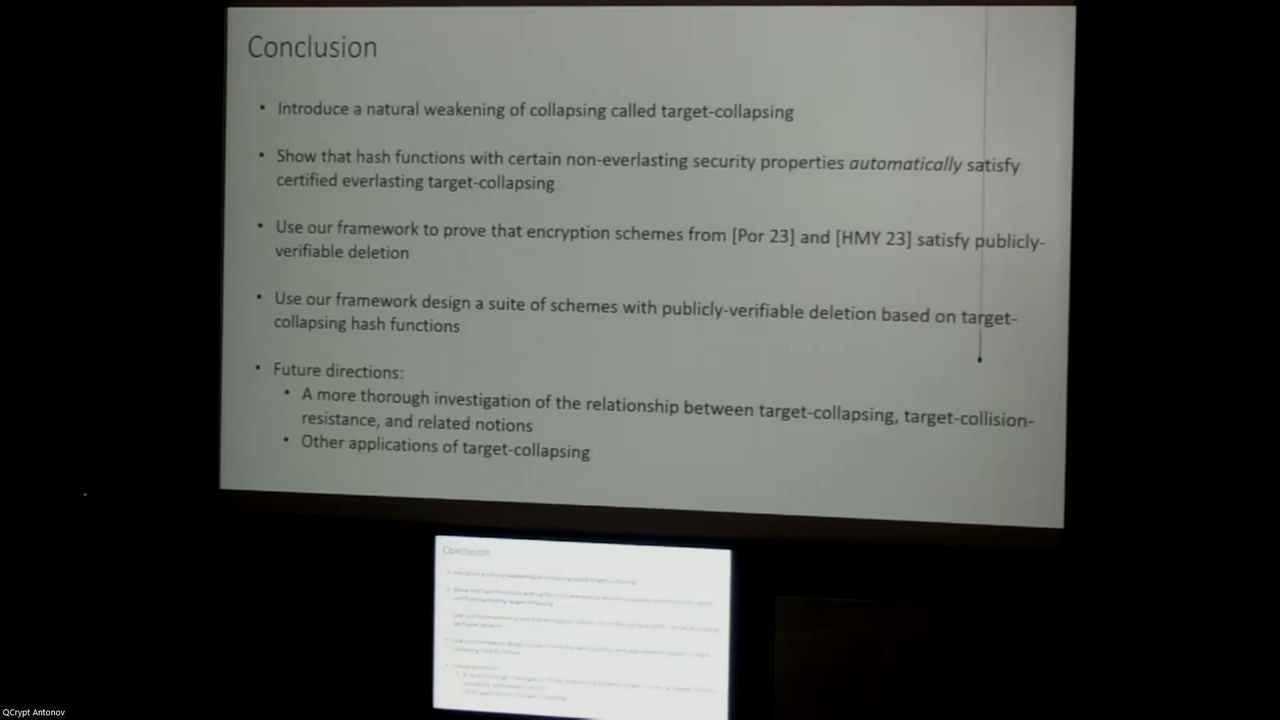 Conclusion
• Introduce a natural weakening of collapsing called target-collapsing
• Show that hash functions with certain non-everlasting security properties automatically satisfy
certified everlasting target-collapsing
• Use our framework to prove that encryption schemes from [Por 23] and [HMY 23] satisfy publicly-
verifiable deletion
• Use our framework design a suite of schemes with publicly-verifiable deletion based on target-
collapsing hash functions
• Future directions:
• A more thorough investigation of the relationship between target-collapsing, target-collision-
resistance, and related notions
• Other applications of target-collapsing
Conclusion
QCrypt Antonov